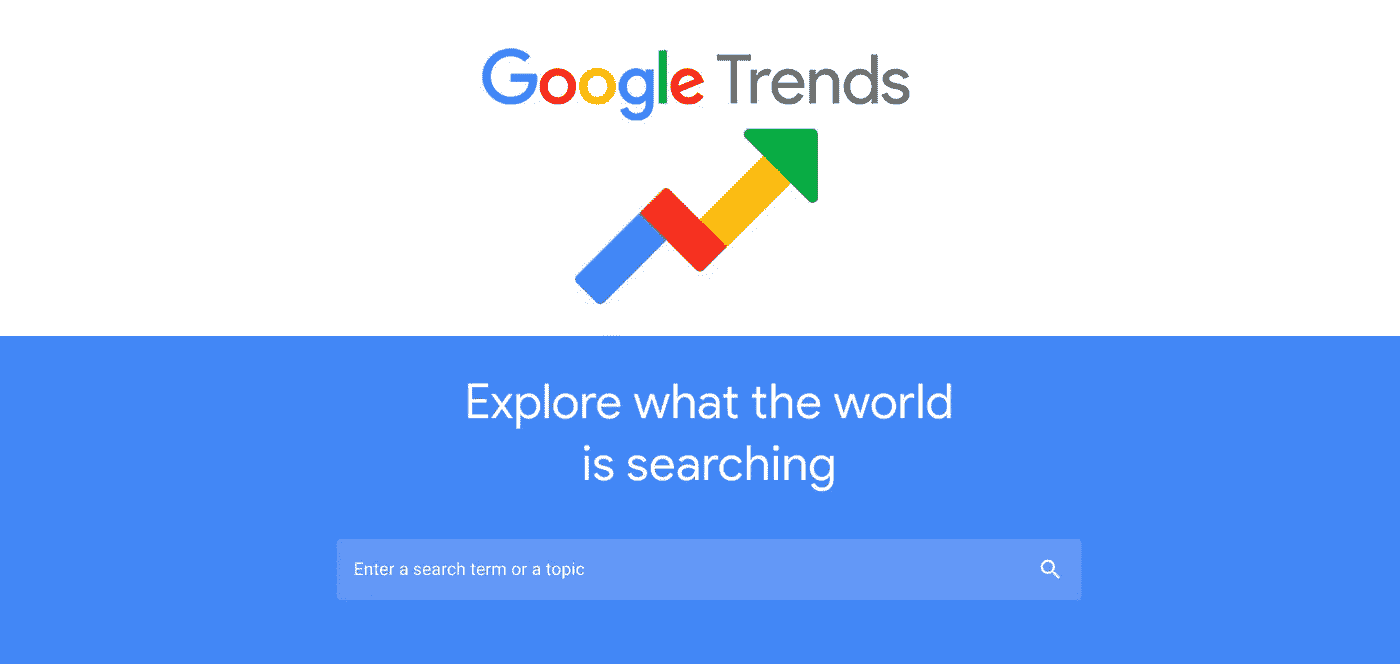 Google Trends
Explore what the world
is searching
Enter a search term or a topic